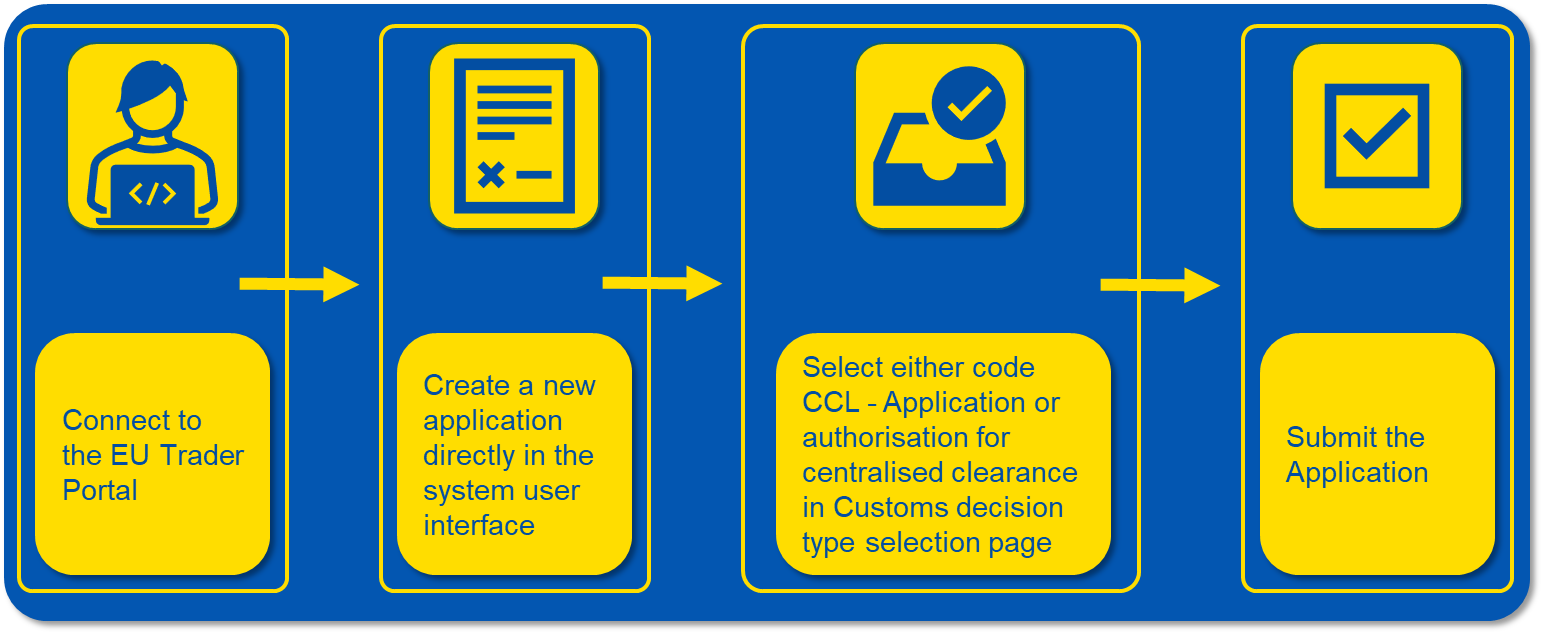 Connect to
the EU Trader
Portal
Create a new
application
directly in the
system user
interface
Select either code
CCL - Application or
authorisation for
centralised clearance
in Customs decision
type selection page
Submit the
Application